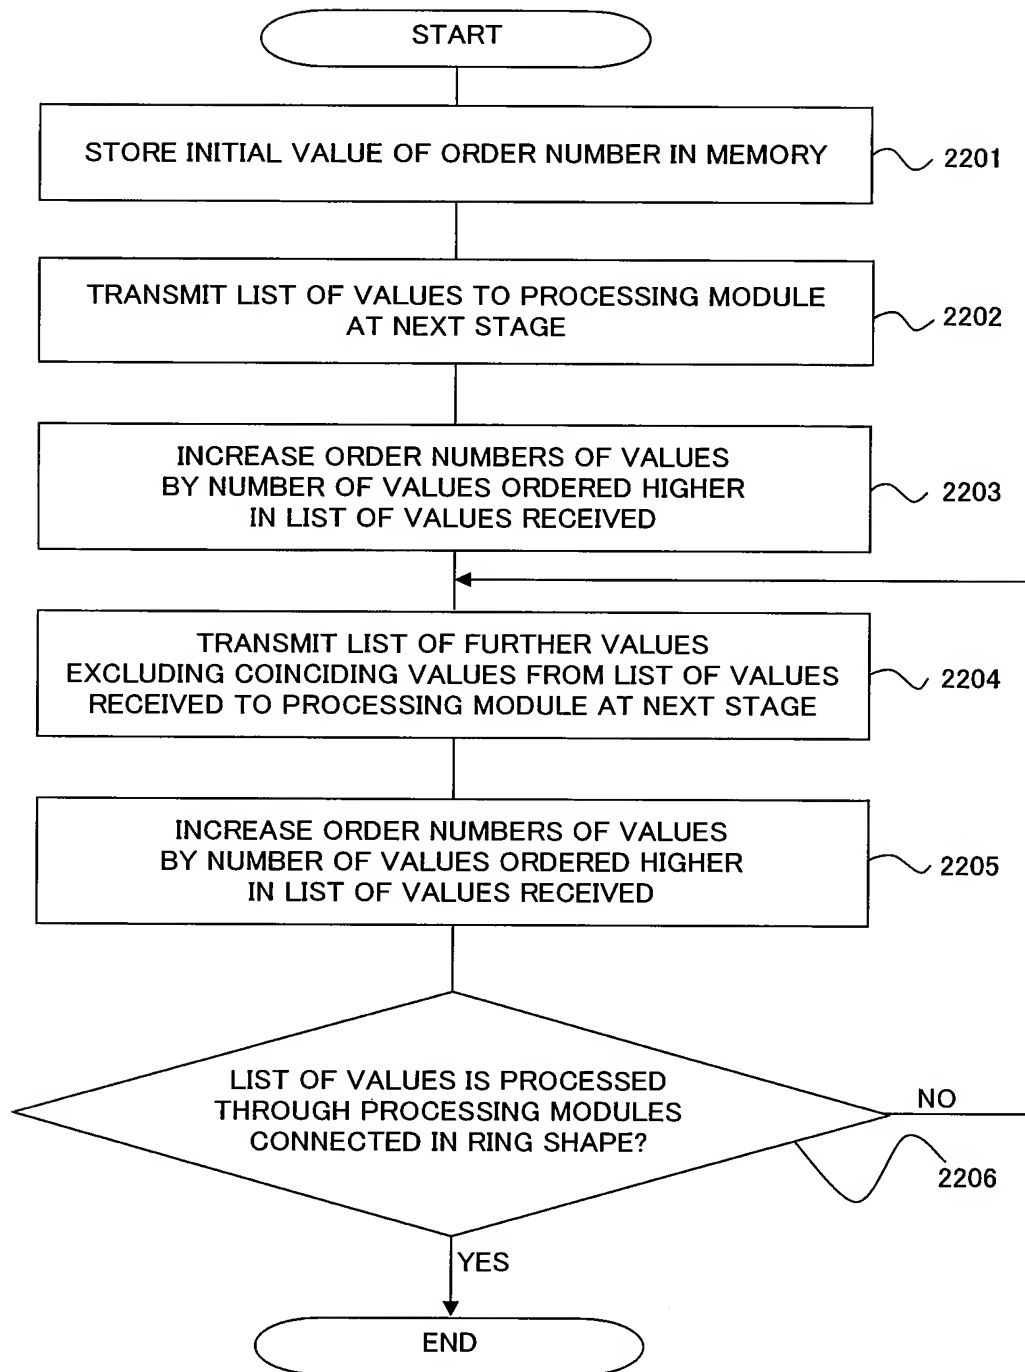 START
STORE INITIAL VALUE OF ORDER NUMBER IN MEMORY
2201
TRANSMIT LIST OF VALUES TO PROCESSING MODULE
AT NEXT STAGE
2202
INCREASE ORDER NUMBERS OF VALUES
BY NUMBER OF VALUES ORDERED HIGHER
IN LIST OF VALUES RECEIVED
2203
TRANSMIT LIST OF FURTHER VALUES
EXCLUDING COINCIDING VALUES FROM LIST OF VALUES
RECEIVED TO PROCESSING MODULE AT NEXT STAGE
2204
INCREASE ORDER NUMBERS OF VALUES
BY NUMBER OF VALUES ORDERED HIGHER
IN LIST OF VALUES RECEIVED
2205
LIST OF VALUES IS PROCESSED
THROUGH PROCESSING MODULES
CONNECTED IN RING SHAPE?
NO
2206
YES
END